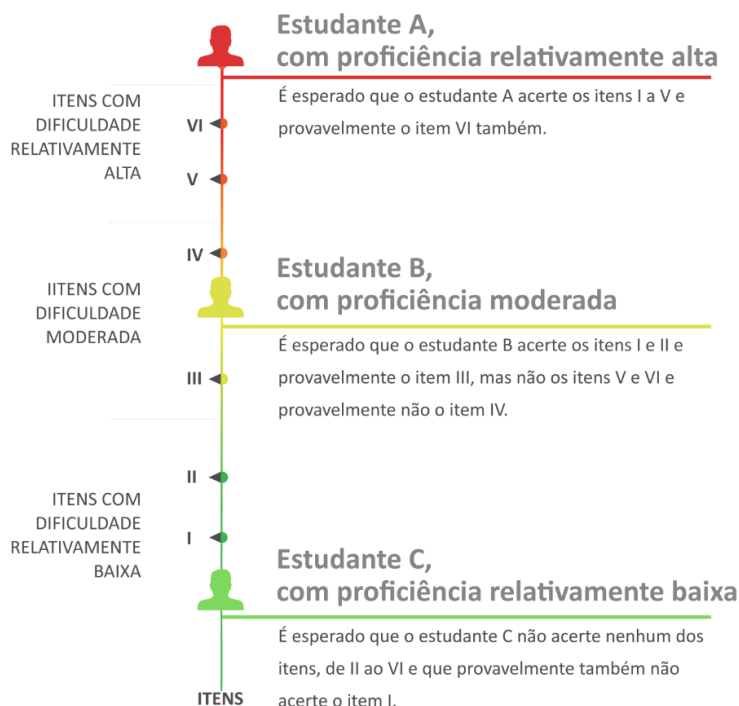 Estudante A,
com proficiência relativamente alta
É esperado que o estudante A acerte os itens I a V e
provavelmente o item VI também.
ITENS COM
DIFICULDADE
RELATIVAMENTE
ALTA
VI
V
IV
Estudante B,
com proficiência moderada
É esperado que o estudante B acerte os itens I e II e
provavelmente o item III, mas não os itens V e VI e
provavelmente não o item IV.
IITENS COM
DIFICULDADE
MODERADA
III
II
I
ITENS COM
DIFICULDADE
RELATIVAMENTE
BAIXA
Estudante C,
com proficiência relativamente baixa
É esperado que o estudante C não acerte nenhum dos
itens, de II ao VI e que provavelmente também não
acerte o item I.
ITENS